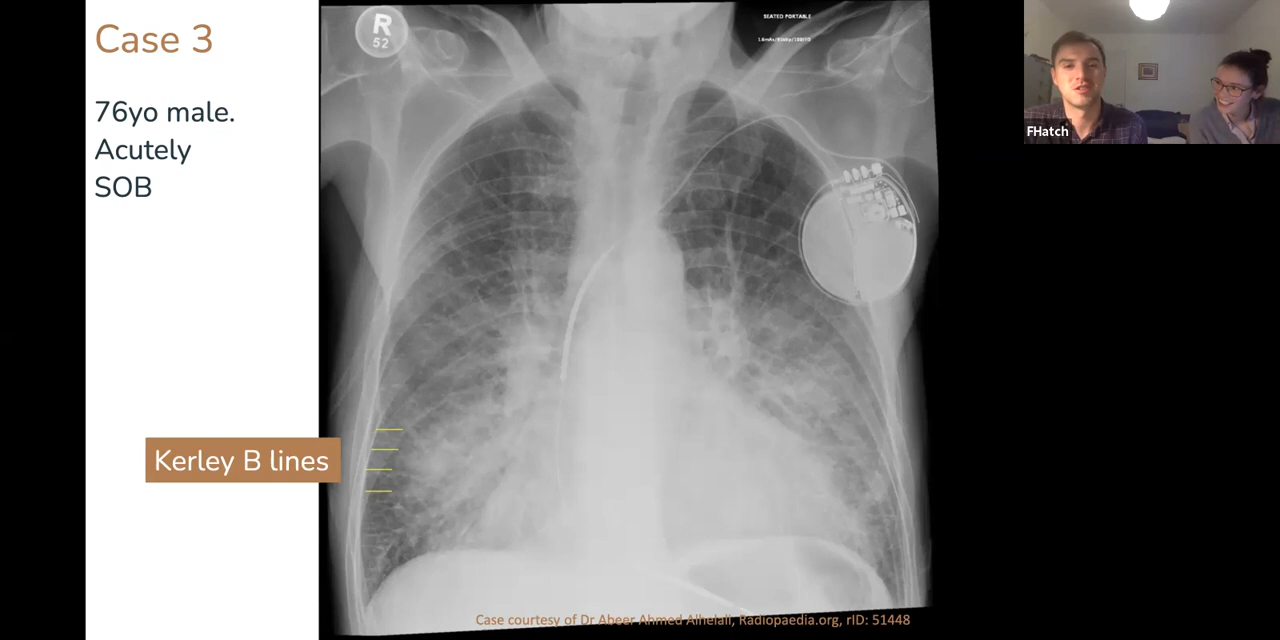 Case 3
76yo male.
Acutely
SOB
Kerley B lines
R
52
SEATED PORTABLE
Case courtesy of Dr Abeer Ahmed Alhelali, Radiopaedia.org, rID: 51448
FHatch